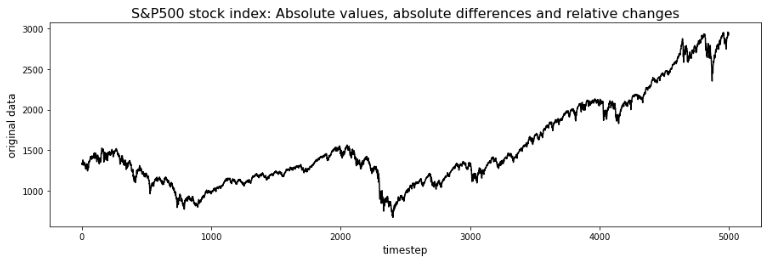 S&P500 stock index: Absolute values, absolute differences and relative changes
original data
3000
2500
2000
1500
1000
0 1000 2000 3000 4000 5000
timestep